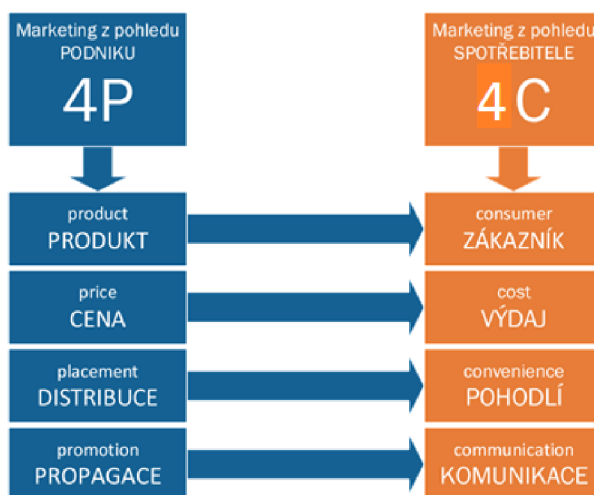 Marketing z pohledu
PODNIKU
4P
Marketing z pohledu
SPOTŘEBITELE
4 C
product
PRODUKT
consumer
ZÁKAZNÍK
price
CENA
cost
VÝDAJ
placement
DISTRIBUCE
convenience
POHODLÍ
promotion
PROPAGACE
communication
KOMUNIKACE